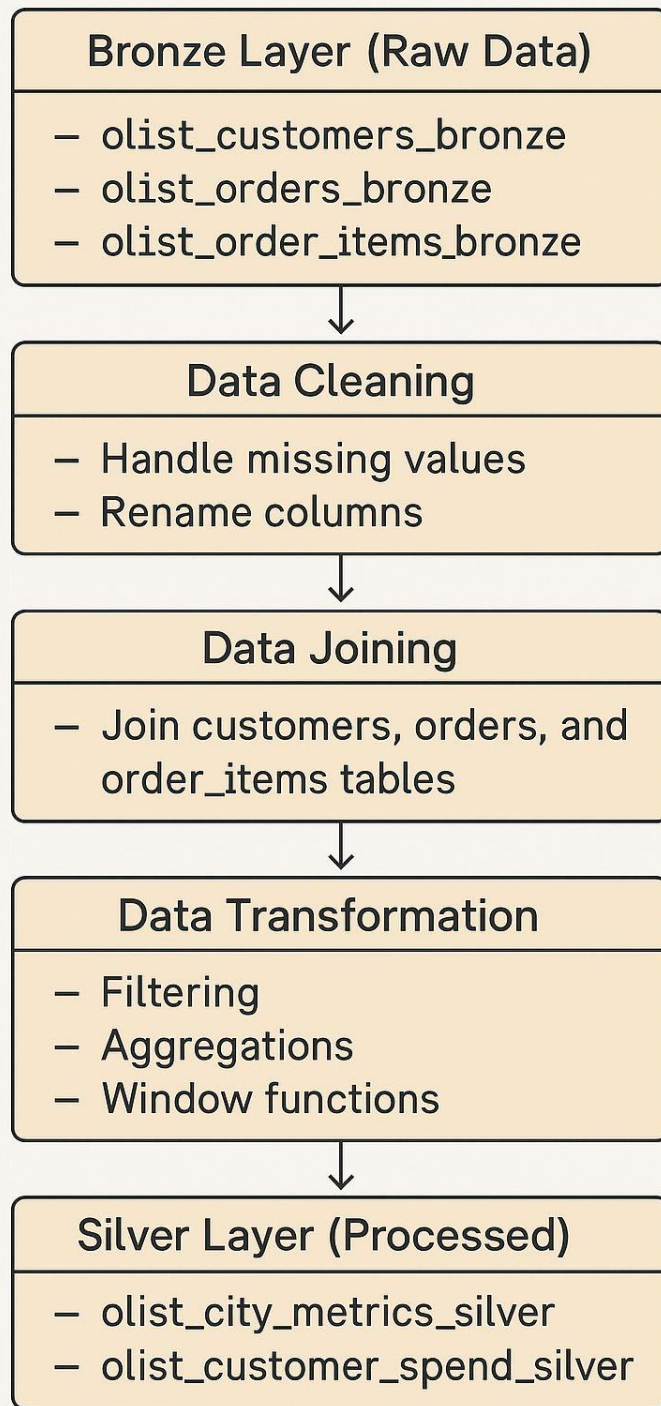 Bronze Layer (Raw Data)
– olist_customers_bronze
– olist_orders_bronze
– olist_order_items_bronze
Data Cleaning
– Handle missing values
– Rename columns
Data Joining
– Join customers, orders, and
order_items tables
Data Transformation
– Filtering
– Aggregations
– Window functions
Silver Layer (Processed)
– olist_city_metrics_silver
– olist_customer_spend_silver